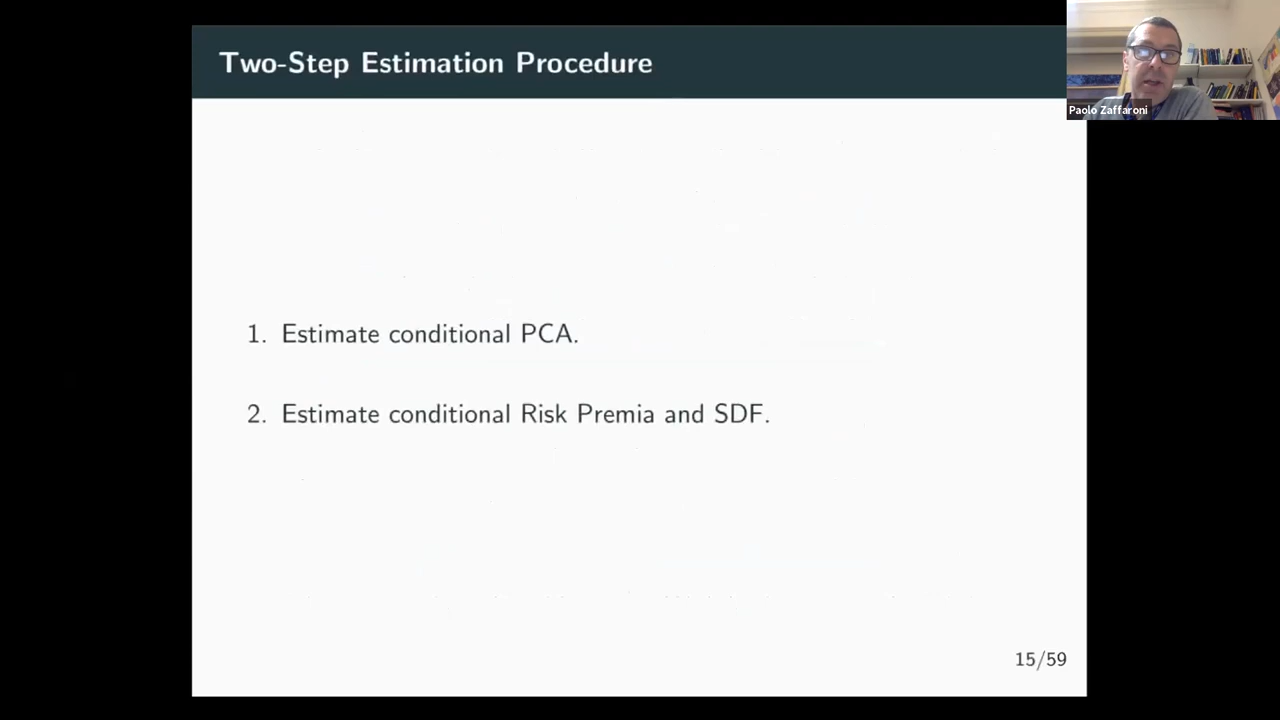 Two-Step Estimation Procedure
Paolo Zaffaroni
1. Estimate conditional PCA.
2. Estimate conditional Risk Premia and SDF.
15/59